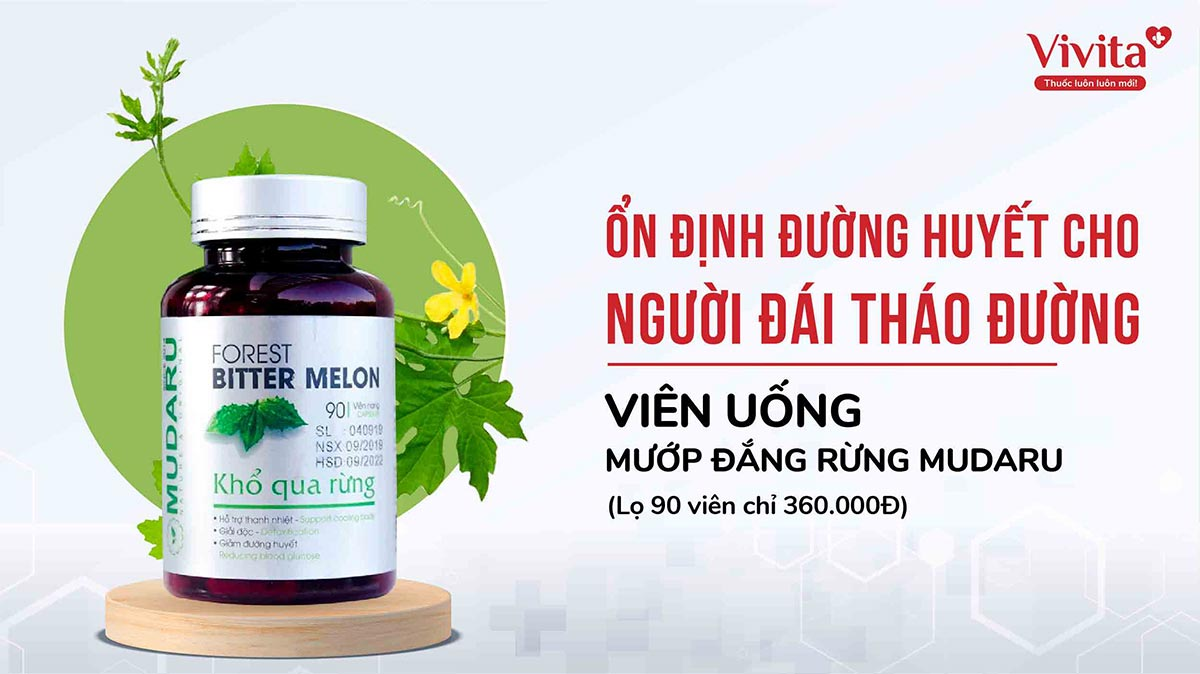 Vivita
Thuốc luôn luôn mới!
ỔN ĐỊNH ĐƯỜNG HUYẾT CHO
NGƯỜI ĐÁI THÁO ĐƯỜNG
VIÊN UỐNG
MƯỚP ĐẮNG RỪNG MUDARU
(Lọ 90 viên chỉ 360.000Đ)
MUDARU
FOREST
BITTER MELON
90 Viên nang
CAPSULES
SL : 040919
NSX:09/2019
HSD:09/2022
Khổ qua rừng
• Hỗ trợ thanh nhiệt - Support cooling body
• Giải độc - Detoxification
• Giảm đường huyết
Reducing blood glucose